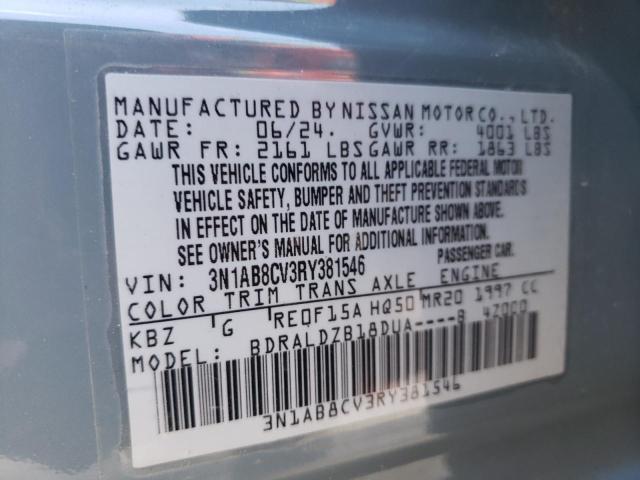 MANUFACTURED BY NISSAN MOTOR CO., LTD.
DATE: 06/24. GVWR: 4001 LBS
GAWR FR: 2161 LBS GAWR RR: 1863 LBS
THIS VEHICLE CONFORMS TO ALL APPLICABLE FEDERAL MOTOR
VEHICLE SAFETY, BUMPER AND THEFT PREVENTION STANDARDS
IN EFFECT ON THE DATE OF MANUFACTURE SHOWN ABOVE.
SEE OWNER'S MANUAL FOR ADDITIONAL INFORMATION.
VIN: 3N1AB8CV3RY381546 PASSENGER CAR.
COLOR TRIM TRANS AXLE ENGINE
KBZ G RE0F15A HQ50 MR20 1997 CC
MODEL: BDRALDZB18DUA----B 4Z000
3N1AB8CV3RY381546